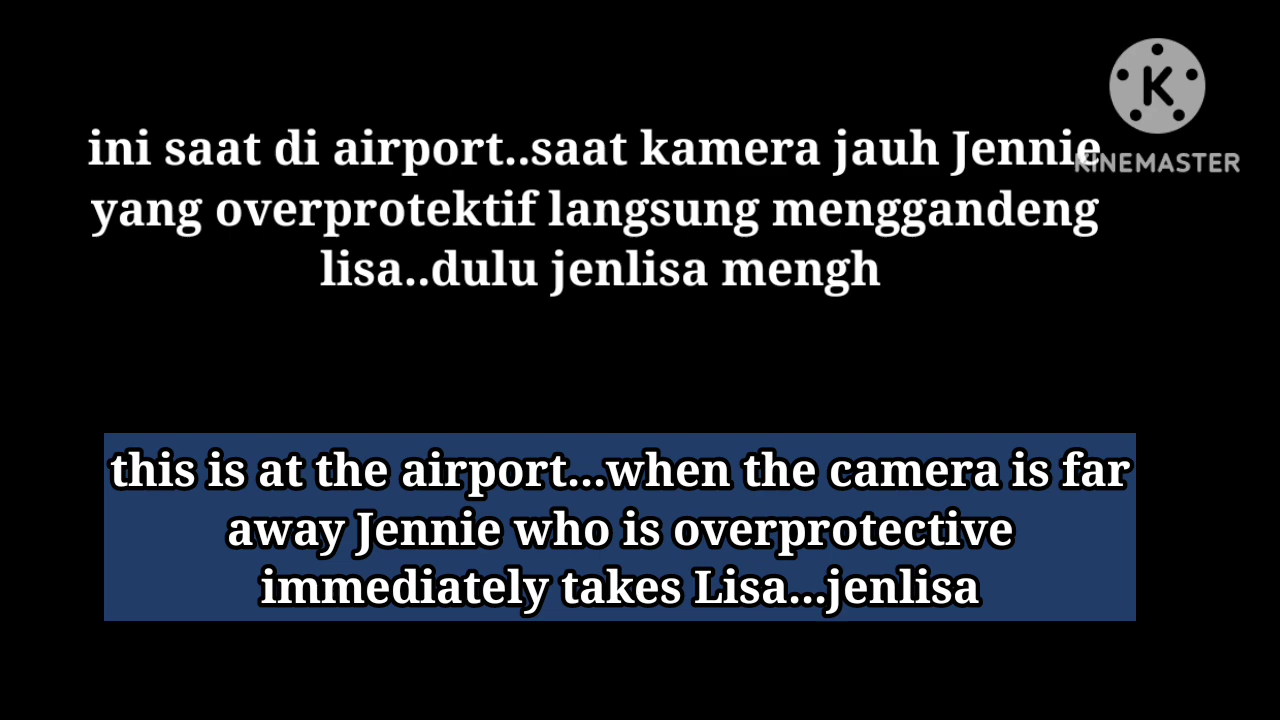 ini saat di airport..saat kamera jauh Jennie
yang overprotektif langsung menggandeng
lisa..dulu jenlisa mengh
K
KINEMASTER
this is at the airport...when the camera is far
away Jennie who is overprotective
immediately takes Lisa...jenlisa